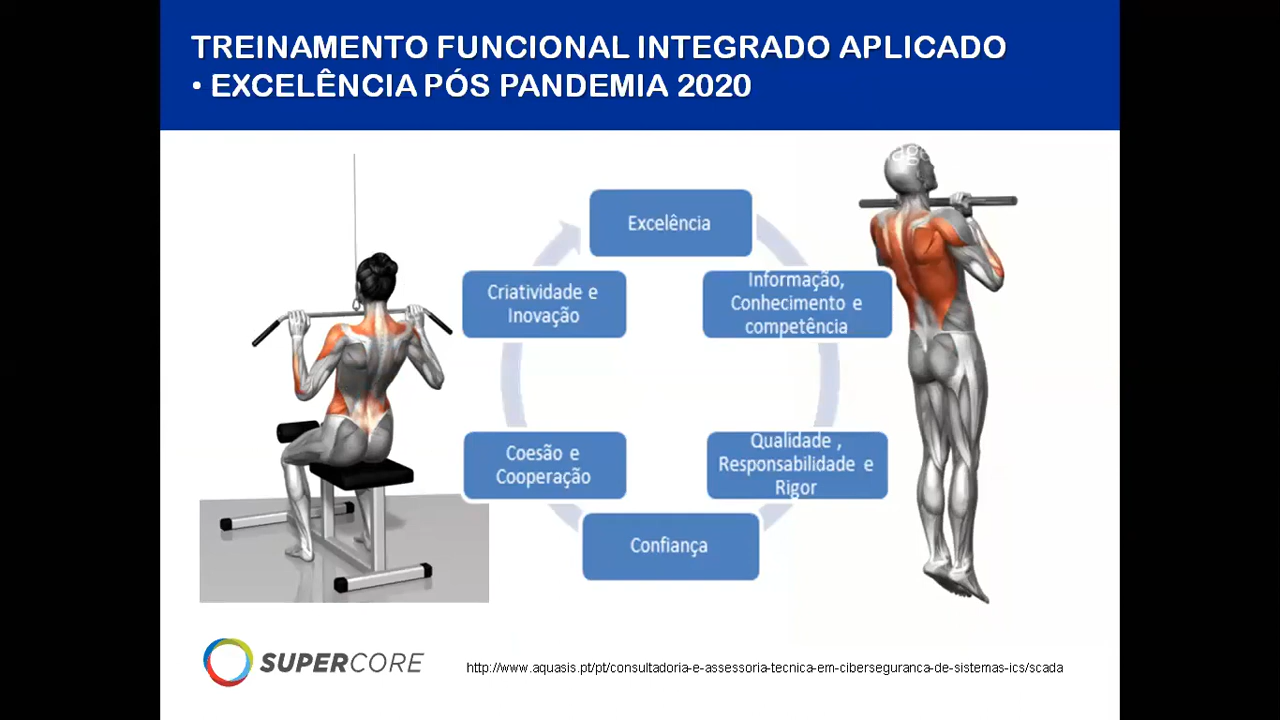 TREINAMENTO FUNCIONAL INTEGRADO APLICADO
• EXCELÊNCIA PÓS PANDEMIA 2020
Excelência
Informação,
Conhecimento e
competência
Qualidade ,
Responsabilidade e
Rigor
Confiança
Coesão e
Cooperação
Criatividade e
Inovação
SUPERCORE
http://www.aquasis.pt/pt/consultadoria-e-assessoria-tecnica-em-ciberseguranca-de-sistemas-ics/scada